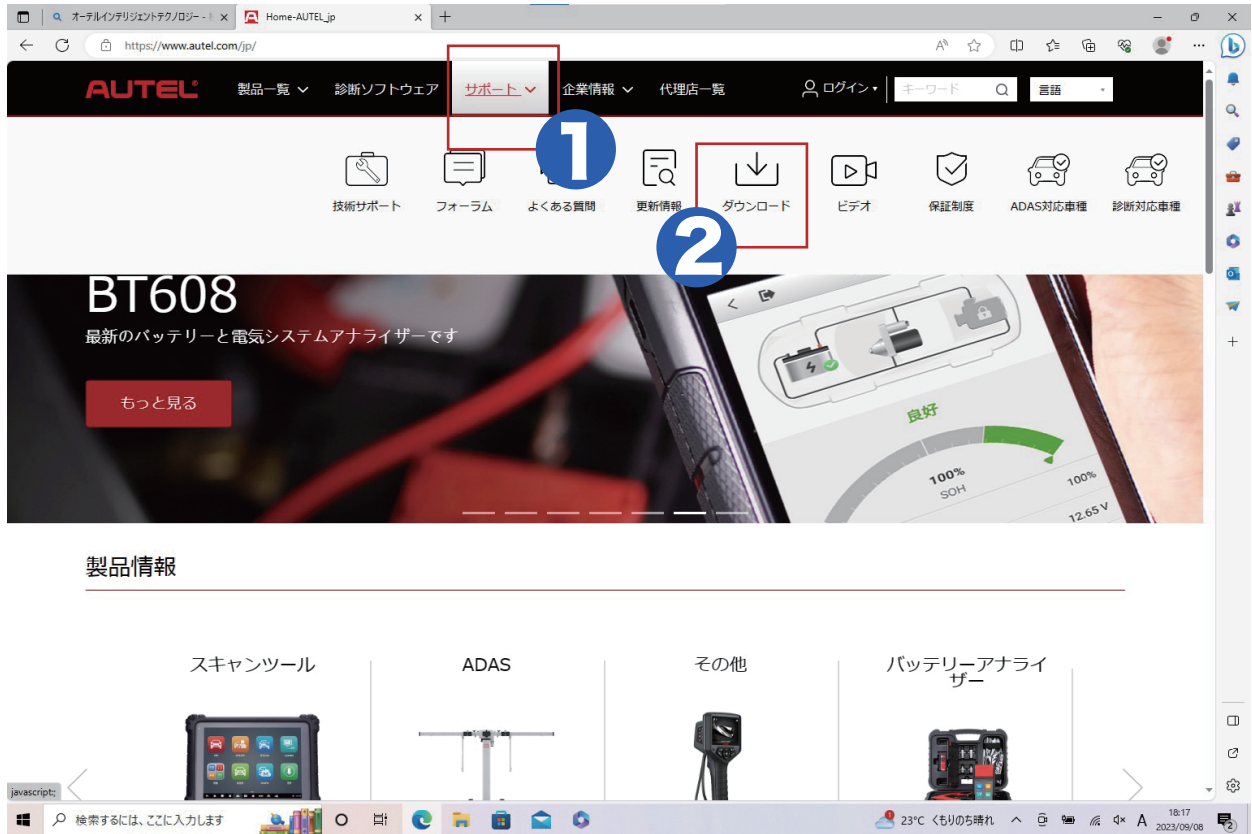 オーテルインテリジェントテクノロジー -
Home-AUTEL_jp
https://www.autel.com/jp/
AUTEL
製品一覧
診断ソフトウェア
サポート
企業情報
代理店一覧
ログイン
キーワード
言語
1
技術サポート
フォーラム
よくある質問
更新情報
ダウンロード
ビデオ
保証制度
ADAS対応車種
診断対応車種
2
BT608
最新のバッテリーと電気システムアナライザーです
もっと見る
良好
100%
SOH
100%
12.65 V
製品情報
スキャンツール
ADAS
その他
バッテリーアナライ
ザー
javascript:;
検索するには、ここに入力します
23°C くもりのち晴れ
A
18:17
2023/09/08
2